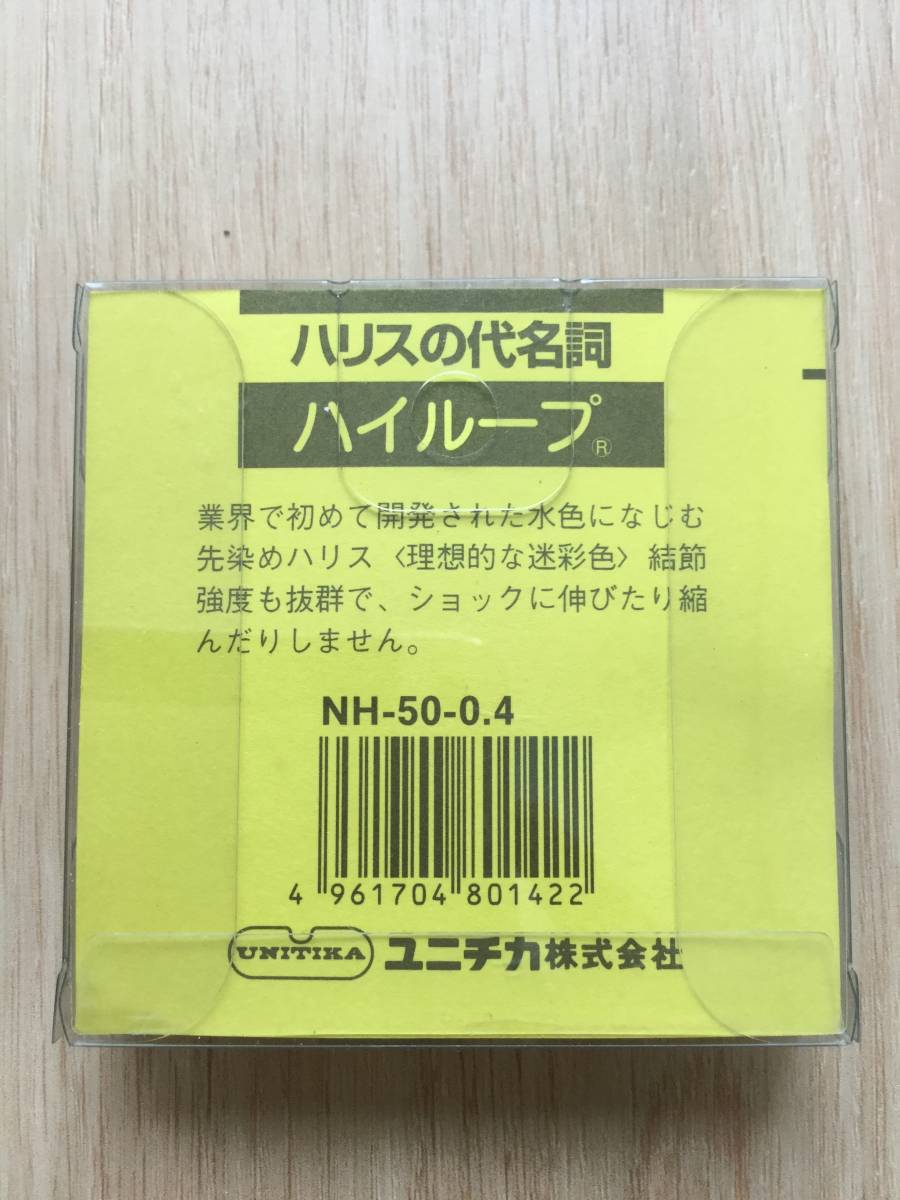 ハリスの代名詞
ハイループ®
業界で初めて開発された水色になじむ
先染めハリス〈理想的な迷彩色〉結節
強度も抜群で、ショックに伸びたり縮
んだりしません。
NH-50-0.4
4 961704 801422
UNITIKA ユニチカ株式会社